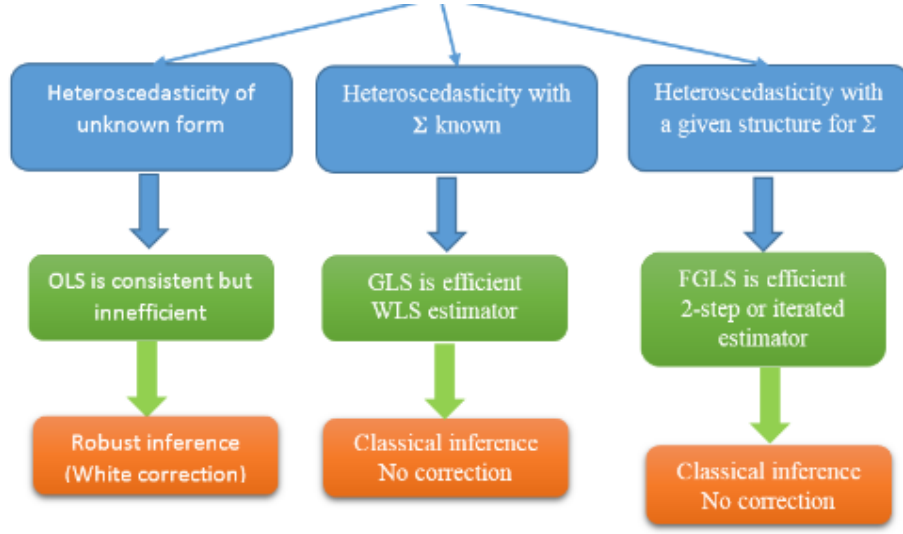 Heteroscedasticity of
unknown form
Heteroscedasticity with
Σ known
Heteroscedasticity with
a given structure for Σ
OLS is consistent but
innefficient
GLS is efficient
WLS estimator
FGLS is efficient
2-step or iterated
estimator
Robust inference
(White correction)
Classical inference
No correction
Classical inference
No correction